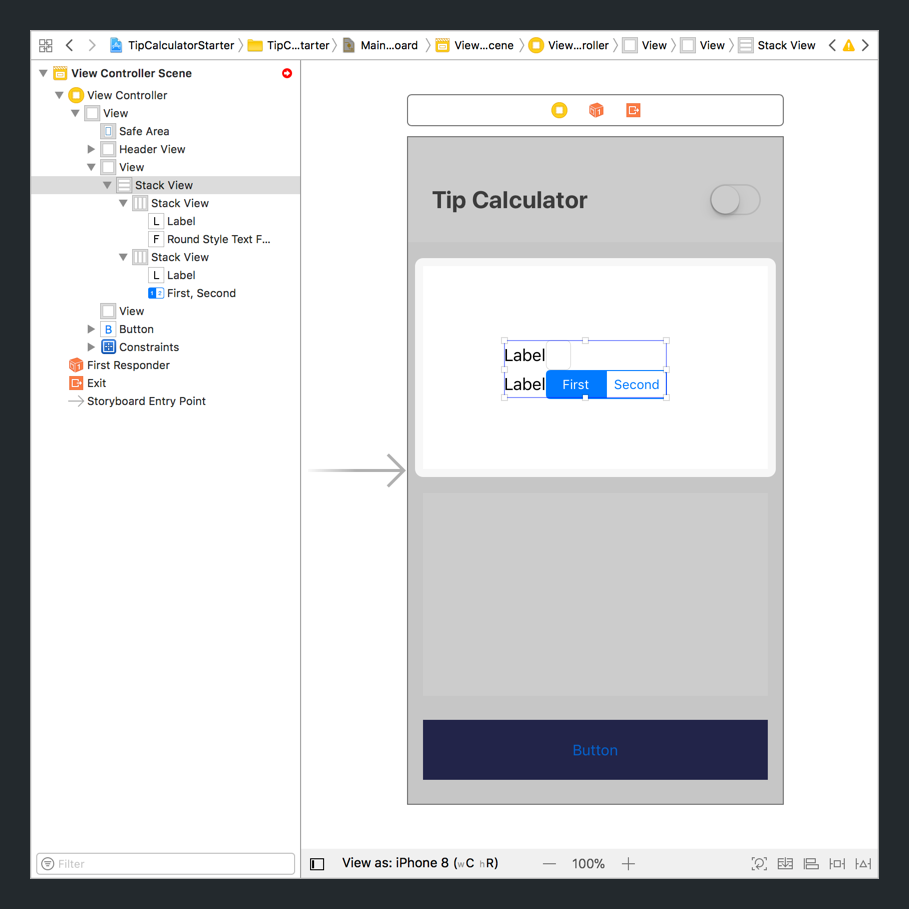 TipCalculatorStarter TipC...tarter Main...oard View...cene View...roller View View Stack View
View Controller Scene
View Controller
View
Safe Area
Header View
View
Stack View
Stack View
L Label
F Round Style Text F...
Stack View
L Label
1 2 First, Second
View
B Button
Constraints
First Responder
Exit
Storyboard Entry Point
Filter
Tip Calculator
Label
Label First Second
Button
View as: iPhone 8 (wC hR) 100%